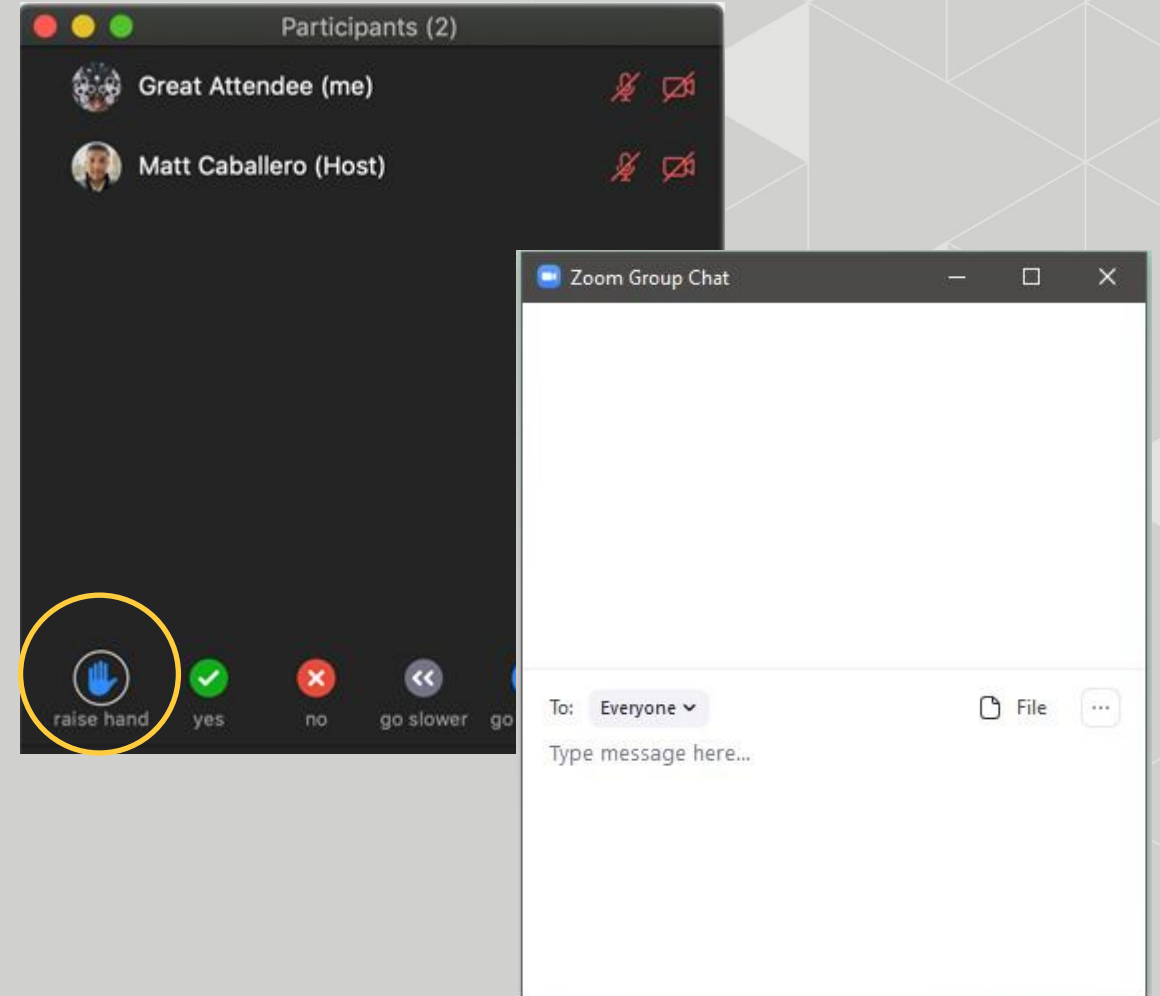 Participants (2)
Great Attendee (me)
Matt Caballero (Host)
raise hand yes no go slower go
Zoom Group Chat
To: Everyone File
Type message here...